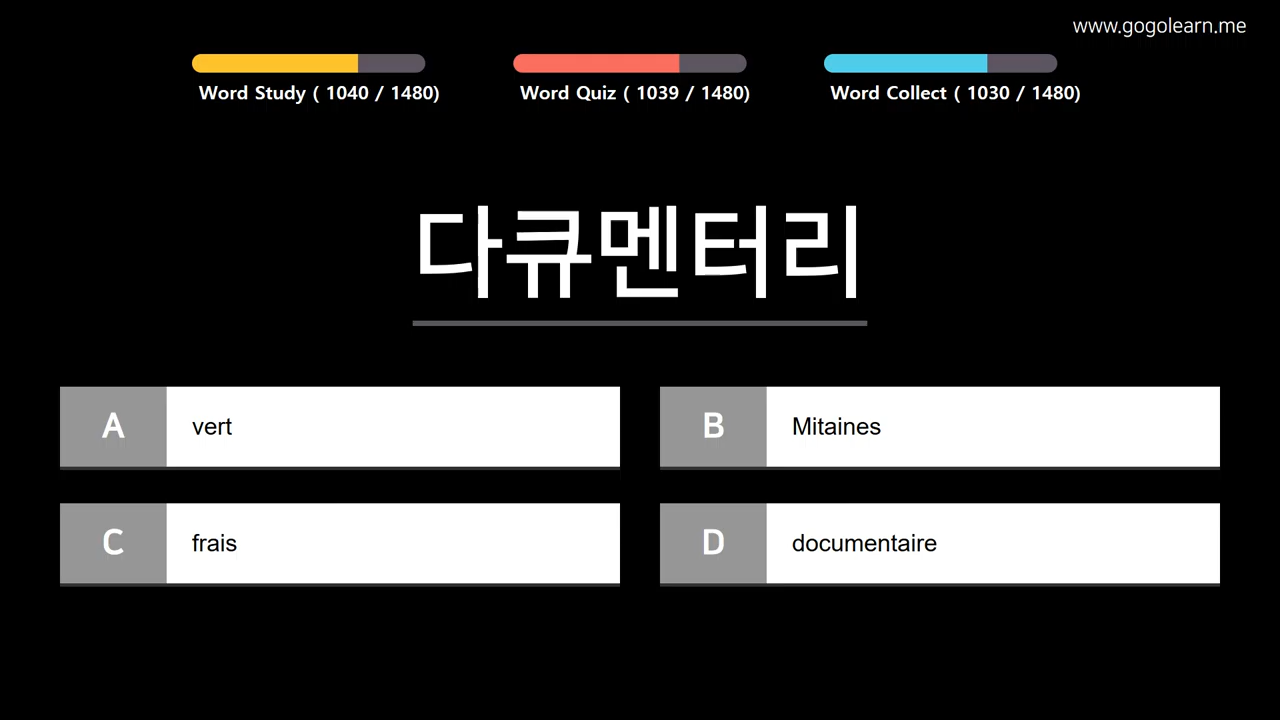 www.gogolearn.me
Word Study ( 1040 / 1480)
Word Quiz ( 1039 / 1480)
Word Collect ( 1030 / 1480)
다큐멘터리
A vert
B Mitaines
C frais
D documentaire